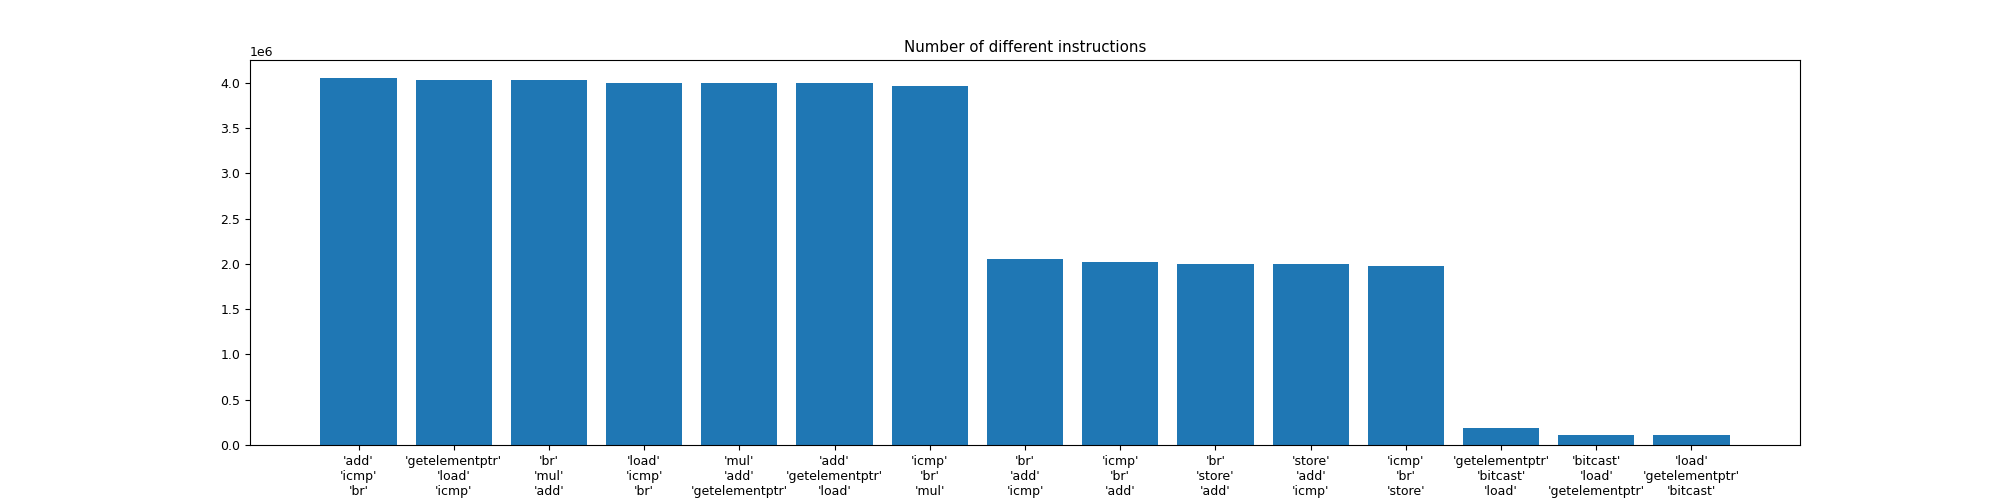 Number of different instructions
1e6
4.0
3.5
3.0
2.5
2.0
1.5
1.0
0.5
0.0
'add' 'getelementptr' 'br' 'load' 'mul' 'add' 'icmp' 'br' 'icmp' 'br' 'store' 'icmp' 'getelementptr' 'bitcast' 'load'
'icmp' 'load' 'mul' 'icmp' 'add' 'getelementptr' 'br' 'add' 'br' 'store' 'add' 'br' 'bitcast' 'load' 'getelementptr'
'br' 'icmp' 'add' 'br' 'getelementptr' 'load' 'mul' 'icmp' 'add' 'add' 'icmp' 'store' 'load' 'getelementptr' 'bitcast'